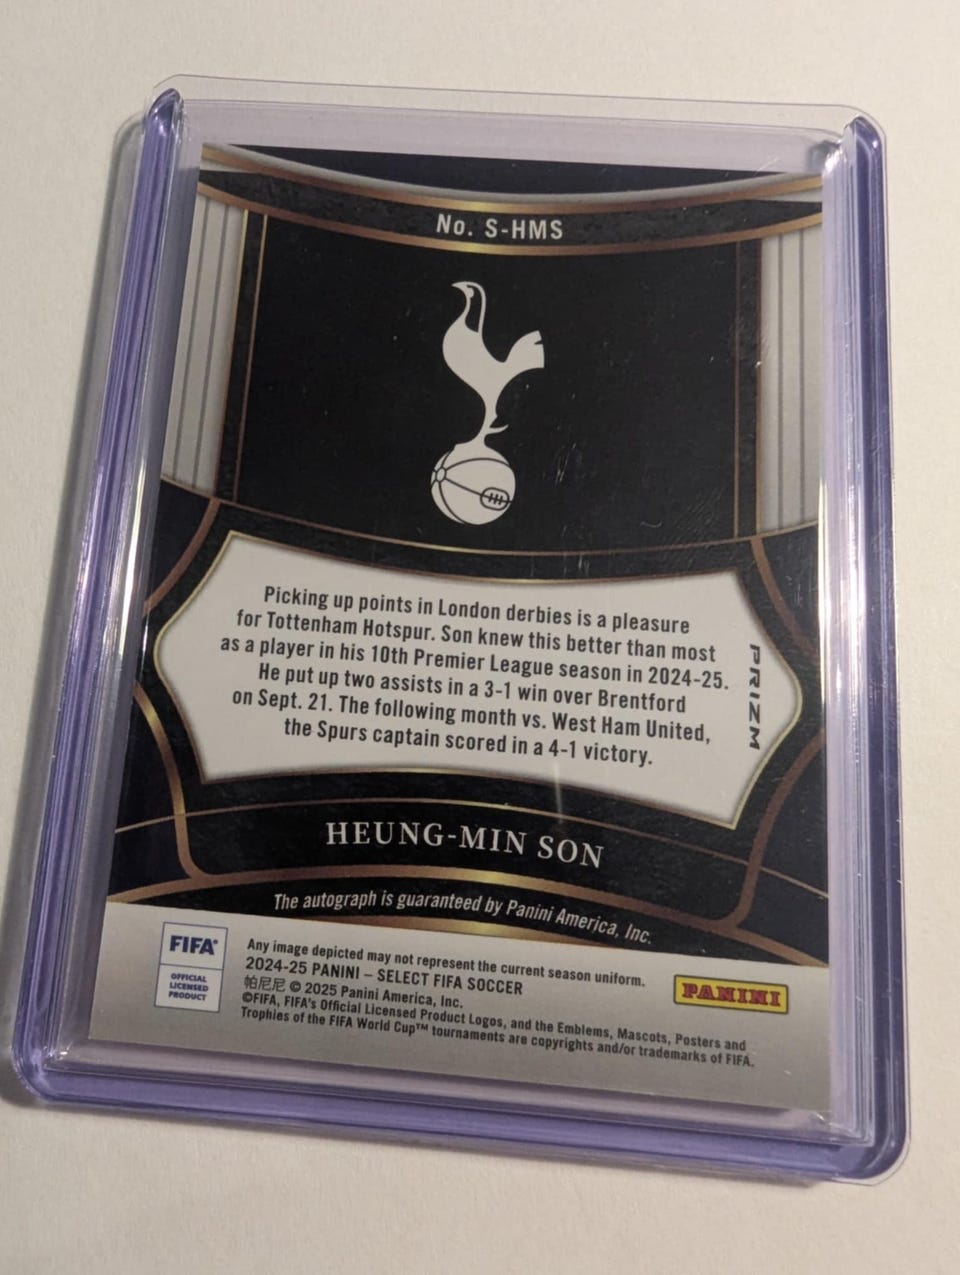 No. S-HMS
Picking up points in London derbies is a pleasure
for Tottenham Hotspur. Son knew this better than most
as a player in his 10th Premier League season in 2024-25.
He put up two assists in a 3-1 win over Brentford
on Sept. 21. The following month vs. West Ham United,
the Spurs captain scored in a 4-1 victory.
PRIZM
HEUNG-MIN SON
The autograph is guaranteed by Panini America, Inc.
FIFA®
OFFICIAL
LICENSED
PRODUCT
Any image depicted may not represent the current season uniform.
2024-25 PANINI – SELECT FIFA SOCCER
帕尼尼 © 2025 Panini America, Inc.
©FIFA, FIFA's Official Licensed Product Logos, and the Emblems, Mascots, Posters and
Trophies of the FIFA World Cup™ tournaments are copyrights and/or trademarks of FIFA.
PANINI